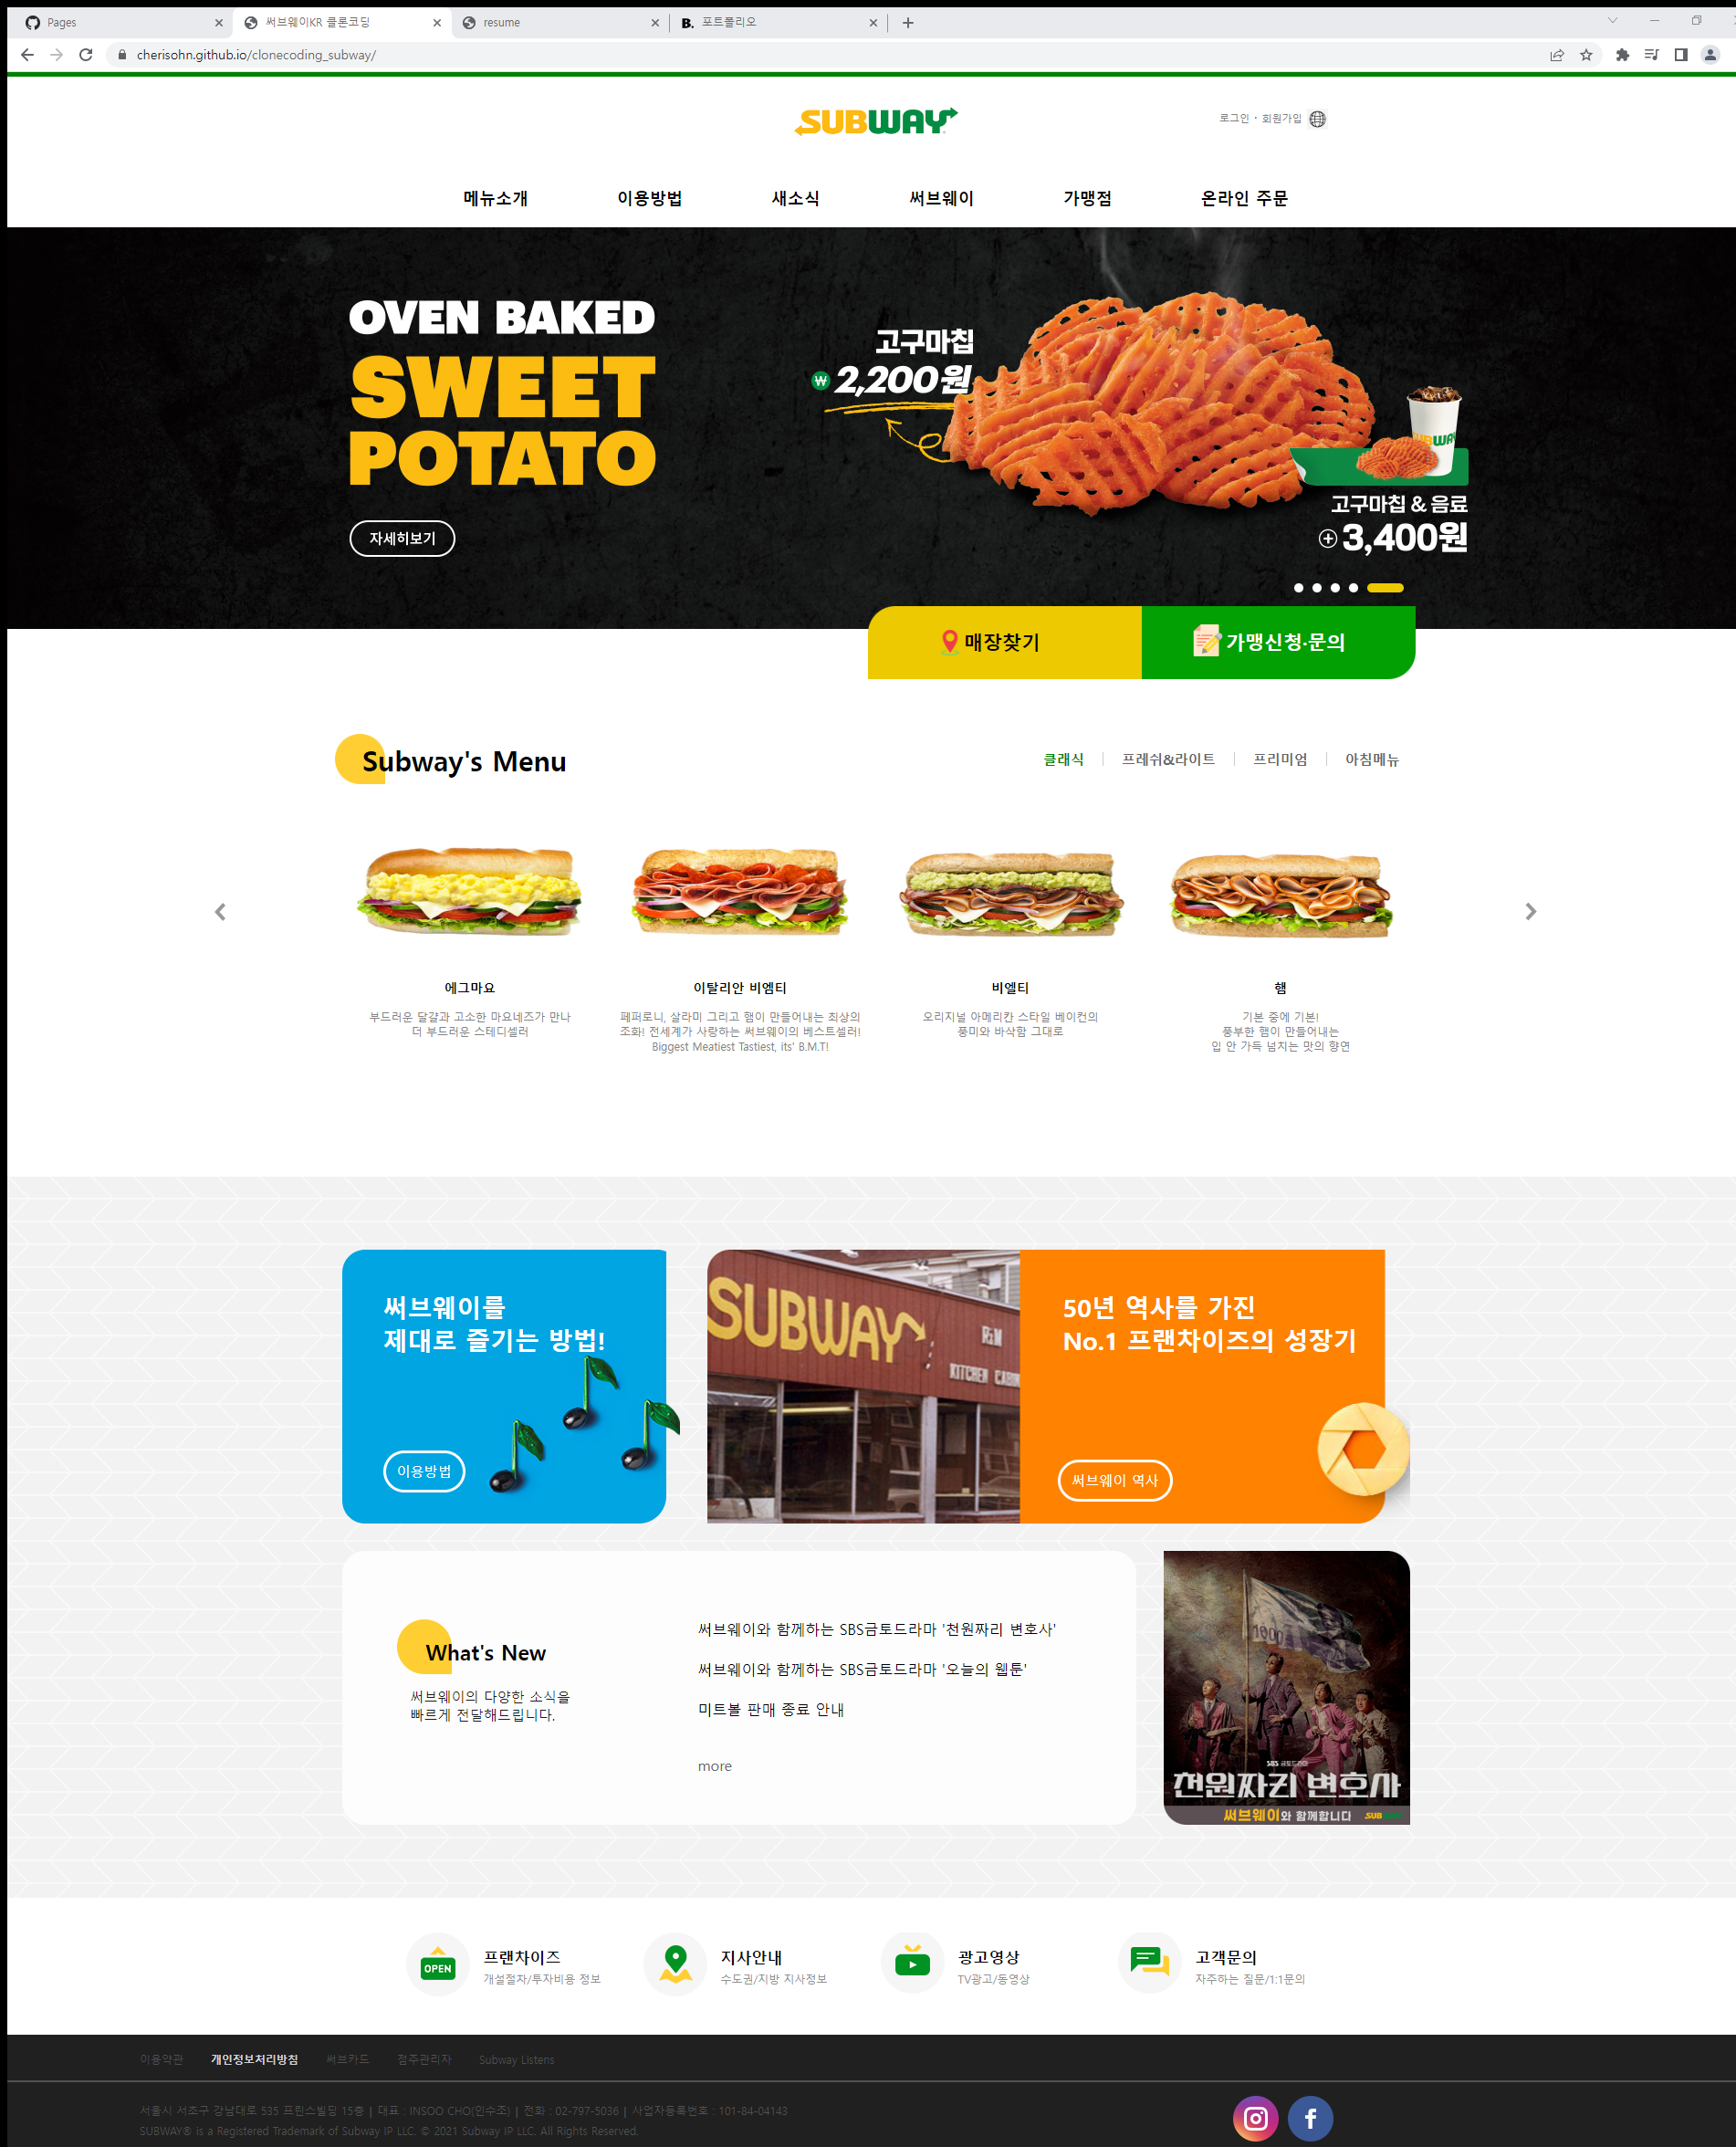 Pages
써브웨이KR 클론코딩
resume
B. 포트폴리오
cherisohn.github.io/clonecoding_subway/
SUBWAY
로그인 · 회원가입
메뉴소개 이용방법 새소식 써브웨이 가맹점 온라인 주문
OVEN BAKED
SWEET
POTATO
자세히보기
고구마칩
₩ 2,200원
SUBWAY
고구마칩 & 음료
3,400원
매장찾기
가맹신청·문의
Subway's Menu
클래식 프레쉬&라이트 프리미엄 아침메뉴
에그마요
부드러운 달걀과 고소한 마요네즈가 만나
더 부드러운 스테디셀러
이탈리안 비엠티
페퍼로니, 살라미 그리고 햄이 만들어내는 최상의
조화! 전세계가 사랑하는 써브웨이의 베스트셀러!
Biggest Meatiest Tastiest, its' B.M.T!
비엘티
오리지널 아메리칸 스타일 베이컨의
풍미와 바삭함 그대로
햄
기본 중에 기본!
풍부한 햄이 만들어내는
입 안 가득 넘치는 맛의 향연
써브웨이를
제대로 즐기는 방법!
이용방법
SUBWAY
R&M
KITCHEN CABIN
50년 역사를 가진
No.1 프랜차이즈의 성장기
써브웨이 역사
What's New
써브웨이의 다양한 소식을
빠르게 전달해드립니다.
써브웨이와 함께하는 SBS금토드라마 '천원짜리 변호사'
써브웨이와 함께하는 SBS금토드라마 '오늘의 웹툰'
미트볼 판매 종료 안내
more
1000
SBS 금토드라마
천원짜리 변호사
써브웨이와 함께합니다
SUBWAY
OPEN
프랜차이즈
개설절차/투자비용 정보
지사안내
수도권/지방 지사정보
광고영상
TV광고/동영상
고객문의
자주하는 질문/1:1문의
이용약관 개인정보처리방침 써브카드 점주관리자 Subway Listens
서울시 서초구 강남대로 535 프린스빌딩 15층 | 대표 : INSOO CHO(인수조) | 전화 : 02-797-5036 | 사업자등록번호 : 101-84-04143
SUBWAY® is a Registered Trademark of Subway IP LLC. © 2021 Subway IP LLC. All Rights Reserved.